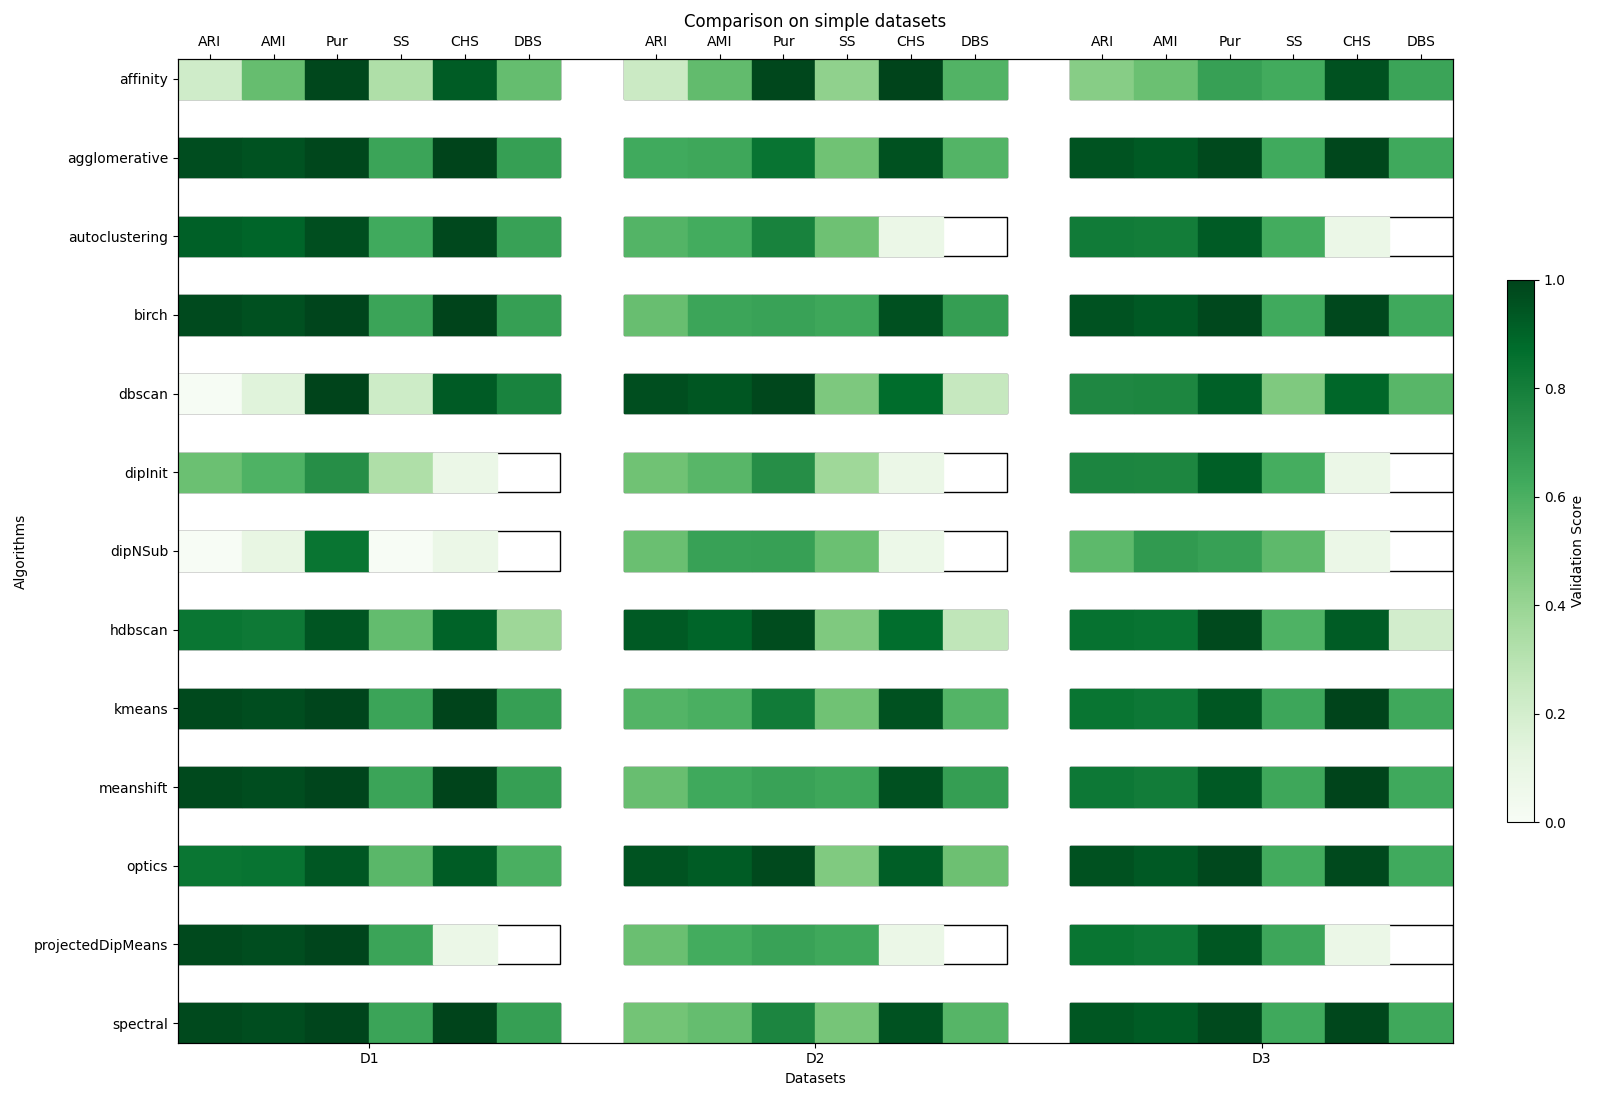 Comparison on simple datasets
ARI AMI Pur SS CHS DBS ARI AMI Pur SS CHS DBS ARI AMI Pur SS CHS DBS
affinity
agglomerative
autoclustering
birch
dbscan
dipInit
dipNSub
hdbscan
kmeans
meanshift
optics
projectedDipMeans
spectral
Algorithms
D1 D2 D3
Datasets
1.0
0.8
0.6
0.4
0.2
0.0
Validation Score